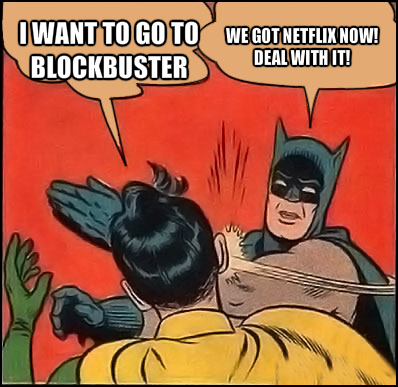 I WANT TO GO TO
BLOCKBUSTER
WE GOT NETFLIX NOW!
DEAL WITH IT!